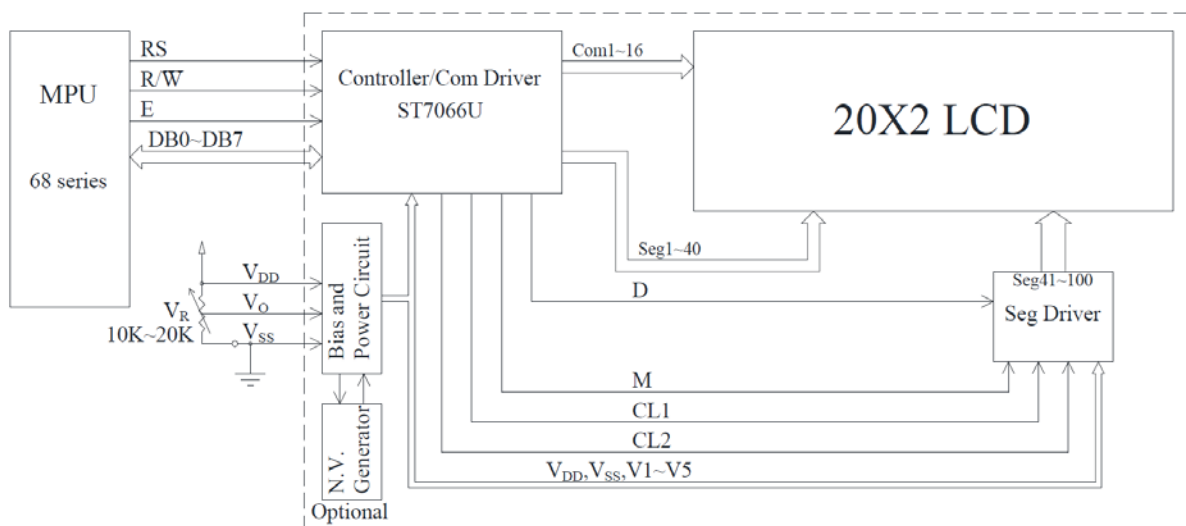 MPU
68 series
RS
R/W̅
E
DB0~DB7
Controller/Com Driver
ST7066U
Com1~16
20X2 LCD
Seg1~40
Seg41~100
Seg Driver
D
M
CL1
CL2
VDD,VSS,V1~V5
VDD
VO
VR
10K~20K
VSS
Bias and
Power Circuit
N.V.
Generator
Optional